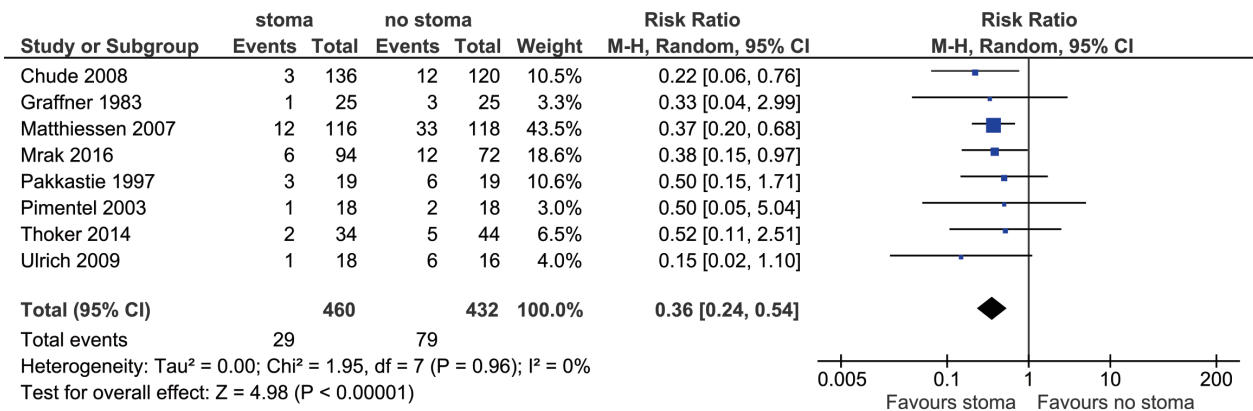 stoma no stoma Risk Ratio Risk Ratio
Study or Subgroup Events Total Events Total Weight M-H, Random, 95% CI M-H, Random, 95% CI
Chude 2008 3 136 12 120 10.5% 0.22 [0.06, 0.76]
Graffner 1983 1 25 3 25 3.3% 0.33 [0.04, 2.99]
Matthiessen 2007 12 116 33 118 43.5% 0.37 [0.20, 0.68]
Mrak 2016 6 94 12 72 18.6% 0.38 [0.15, 0.97]
Pakkastie 1997 3 19 6 19 10.6% 0.50 [0.15, 1.71]
Pimentel 2003 1 18 2 18 3.0% 0.50 [0.05, 5.04]
Thoker 2014 2 34 5 44 6.5% 0.52 [0.11, 2.51]
Ulrich 2009 1 18 6 16 4.0% 0.15 [0.02, 1.10]
Total (95% CI) 460 432 100.0% 0.36 [0.24, 0.54]
Total events 29 79
Heterogeneity: Tau² = 0.00; Chi² = 1.95, df = 7 (P = 0.96); I² = 0%
Test for overall effect: Z = 4.98 (P < 0.00001)
0.005 0.1 1 10 200
Favours stoma Favours no stoma